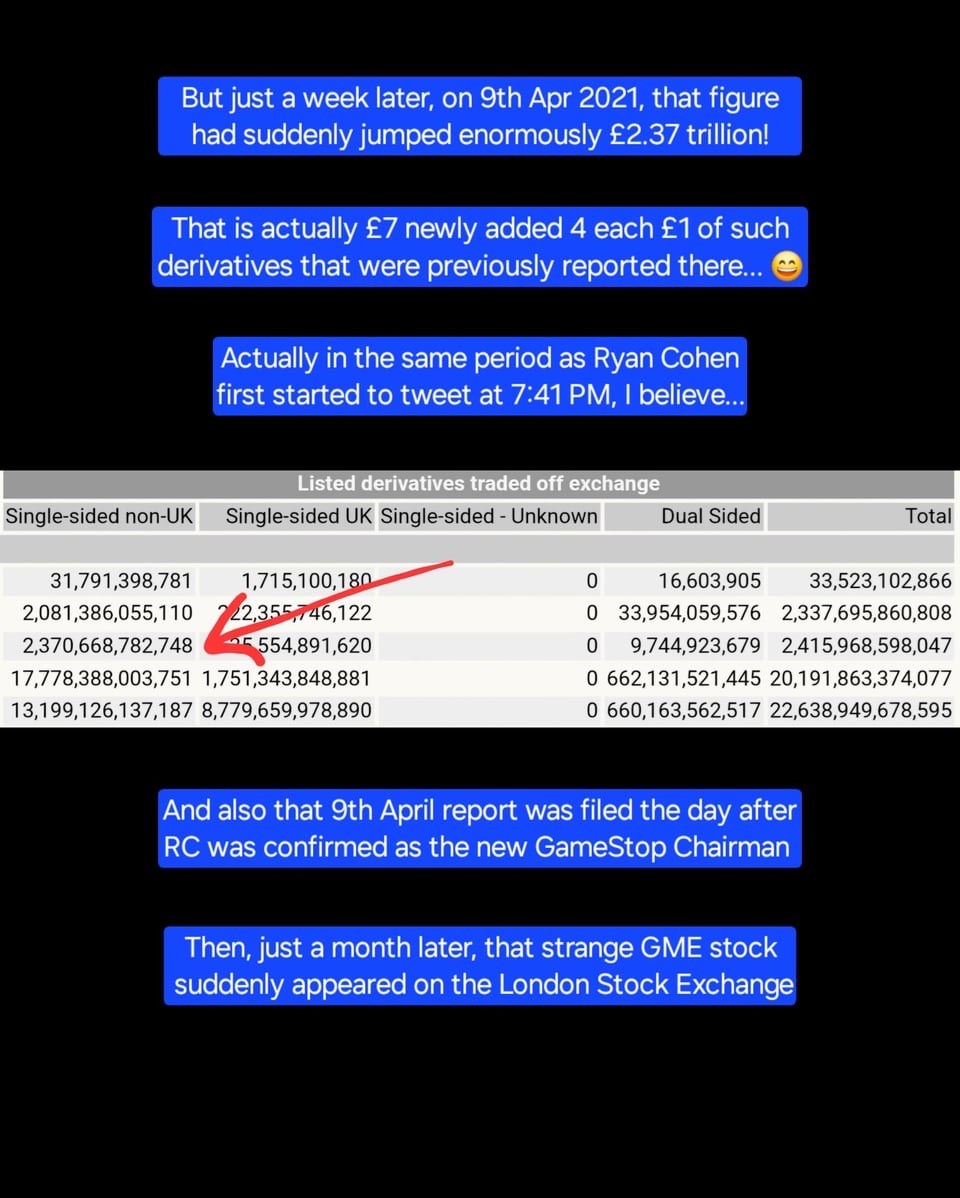 But just a week later, on 9th Apr 2021, that figure
had suddenly jumped enormously £2.37 trillion!
That is actually £7 newly added 4 each £1 of such
derivatives that were previously reported there... 😄
Actually in the same period as Ryan Cohen
first started to tweet at 7:41 PM, I believe...
Listed derivatives traded off exchange
Single-sided non-UK Single-sided UK Single-sided - Unknown Dual Sided Total
31,791,398,781 1,715,100,180 0 16,603,905 33,523,102,866
2,081,386,055,110 222,355,746,122 0 33,954,059,576 2,337,695,860,808
2,370,668,782,748 0 9,744,923,679 2,415,968,598,047
17,778,388,003,751 1,751,343,848,881 0 662,131,521,445 20,191,863,374,077
13,199,126,137,187 8,779,659,978,890 0 660,163,562,517 22,638,949,678,595
And also that 9th April report was filed the day after
RC was confirmed as the new GameStop Chairman
Then, just a month later, that strange GME stock
suddenly appeared on the London Stock Exchange